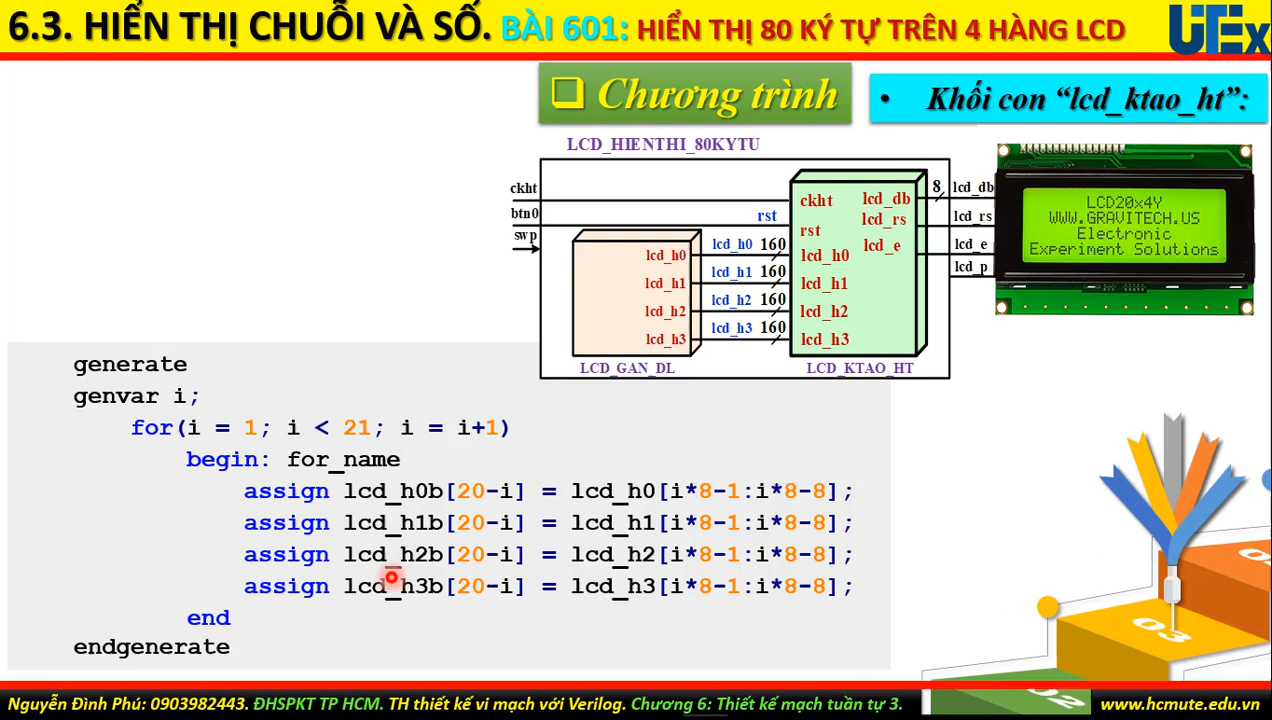 6.3. HIỂN THỊ CHUỖI VÀ SỐ. BÀI 601: HIỂN THỊ 80 KÝ TỰ TRÊN 4 HÀNG LCD
UTEx
❑ Chương trình
• Khối con “lcd_ktao_ht”:
LCD_HIENTHI_80KYTU
ckht
btn0
swp
rst
lcd_h0
lcd_h1
lcd_h2
lcd_h3
LCD_GAN_DL
lcd_h0 160
lcd_h1 160
lcd_h2 160
lcd_h3 160
ckht
rst
lcd_h0
lcd_h1
lcd_h2
lcd_h3
lcd_db
lcd_rs
lcd_e
LCD_KTAO_HT
8 lcd_db
lcd_rs
lcd_e
lcd_p
LCD20x4Y
WWW.GRAVITECH.US
Electronic
Experiment Solutions
generate
genvar i;
for(i = 1; i < 21; i = i+1)
begin: for_name
assign lcd_h0b[20-i] = lcd_h0[i*8-1:i*8-8];
assign lcd_h1b[20-i] = lcd_h1[i*8-1:i*8-8];
assign lcd_h2b[20-i] = lcd_h2[i*8-1:i*8-8];
assign lcd_h3b[20-i] = lcd_h3[i*8-1:i*8-8];
end
endgenerate
03
02
Nguyễn Đình Phú: 0903982443. ĐHSPKT TP HCM. TH thiết kế vi mạch với Verilog. Chương 6: Thiết kế mạch tuần tự 3.
www.hcmute.edu.vn